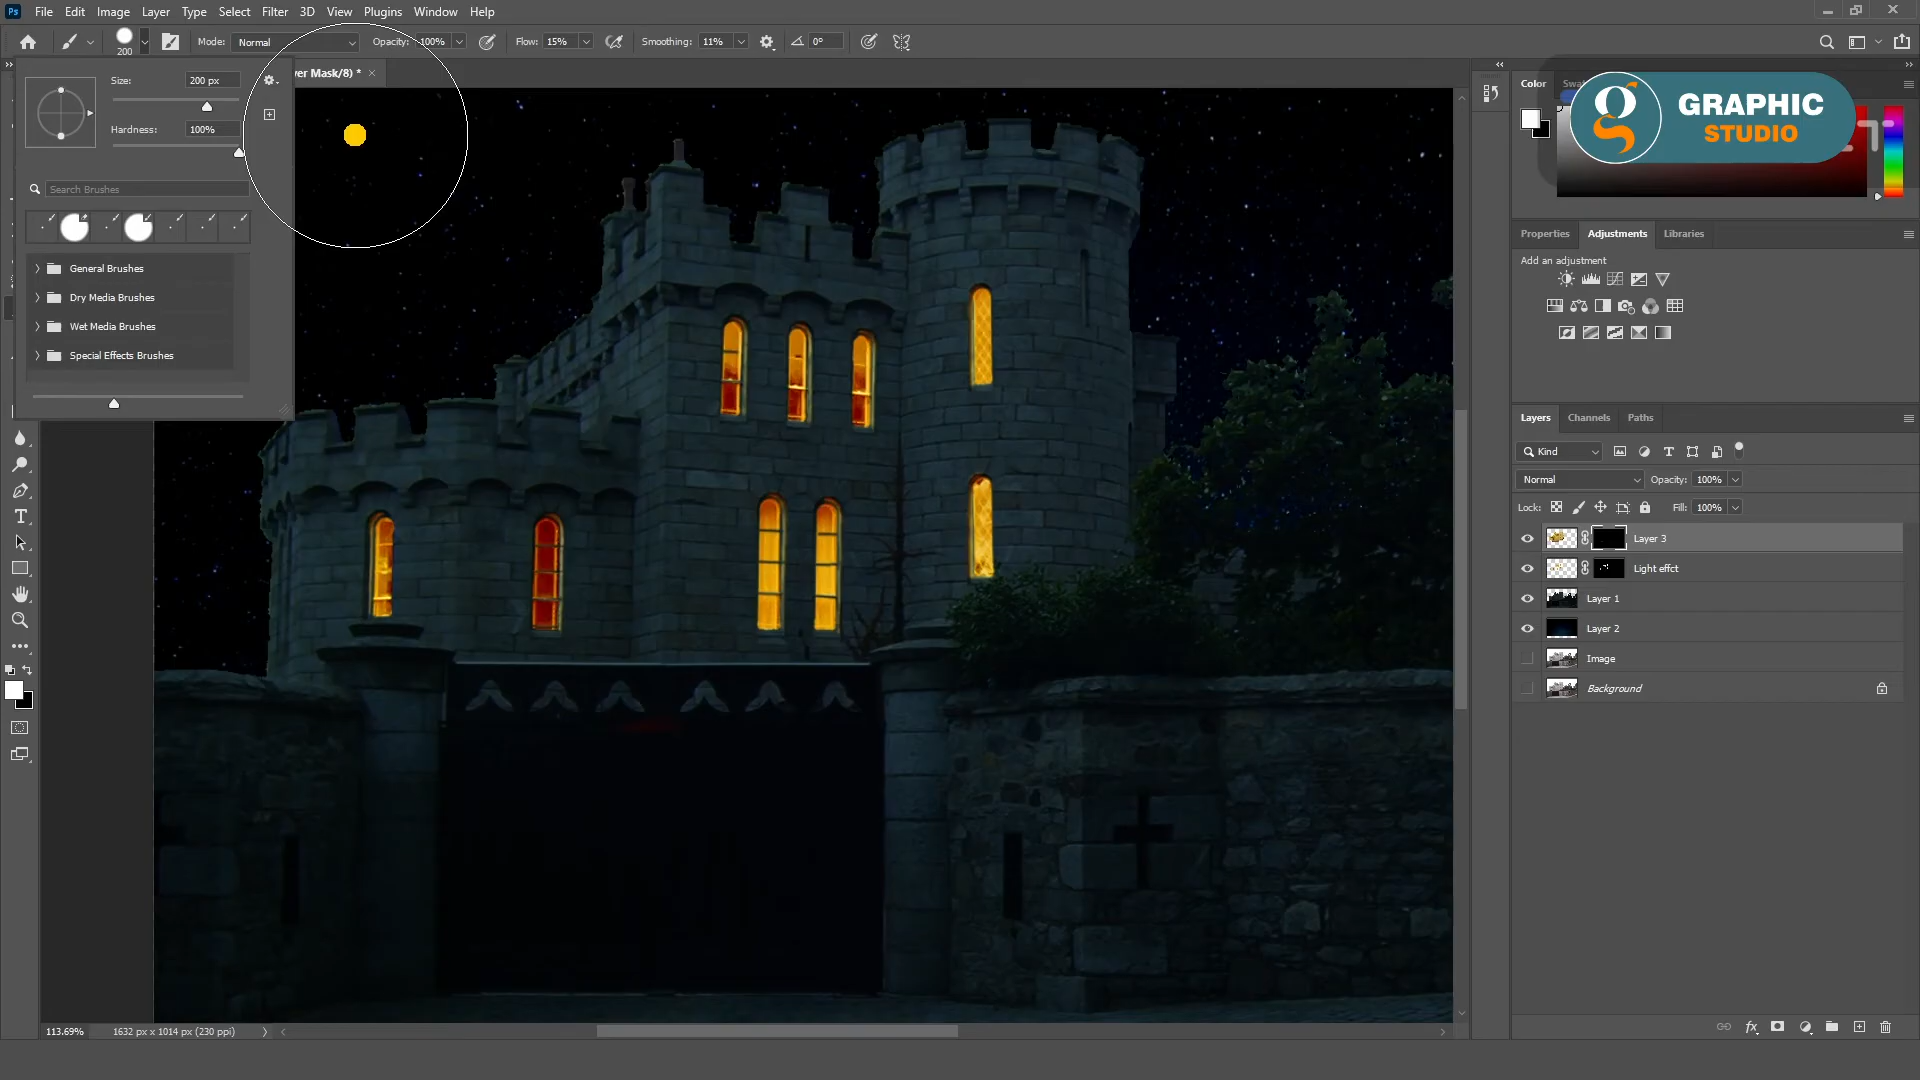 Ps File Edit Image Layer Type Select Filter 3D View Plugins Window Help
200 Mode: Normal Opacity: 100% Flow: 15% Smoothing: 11% 0°
yer Mask/8) *
Size: 200 px
Hardness: 100%
Search Brushes
General Brushes
Dry Media Brushes
Wet Media Brushes
Special Effects Brushes
113.69% 1632 px x 1014 px (230 ppi)
Color
GRAPHIC
STUDIO
Properties Adjustments Libraries
Add an adjustment
Layers Channels Paths
Kind
Normal Opacity: 100%
Lock: Fill: 100%
Layer 3
Light effct
Layer 1
Layer 2
Image
Background